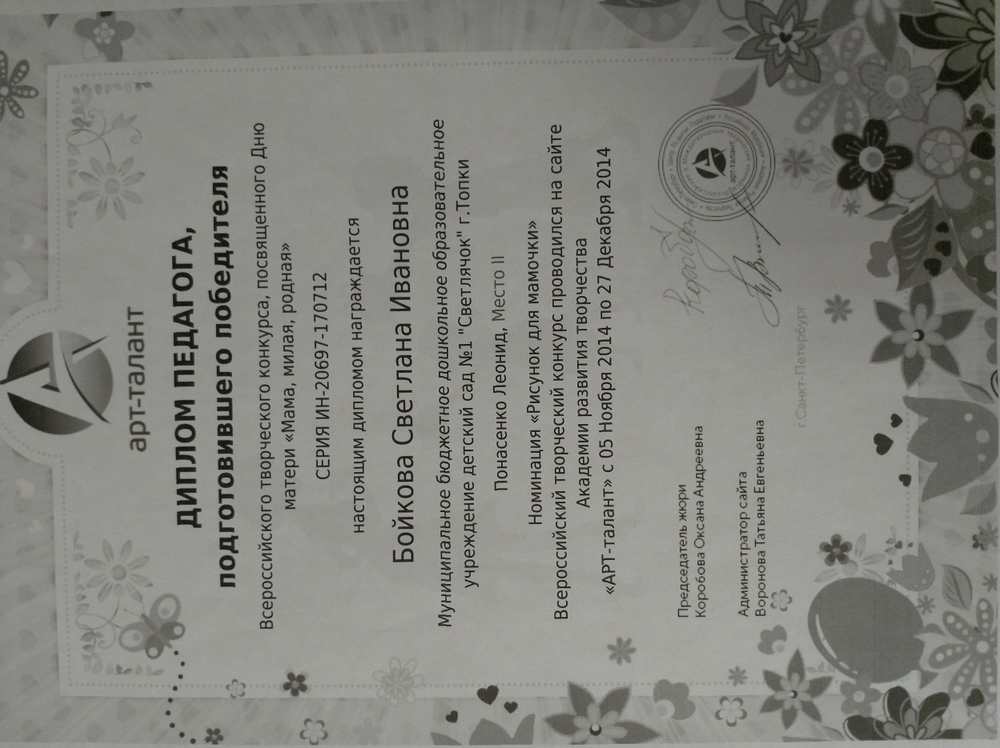 арт-талант
ДИПЛОМ ПЕДАГОГА,
подготовившего победителя
Всероссийского творческого конкурса, посвященного Дню
матери «Мама, милая, родная»
СЕРИЯ ИН-20697-170712
настоящим дипломом награждается
Бойкова Светлана Ивановна
Муниципальное бюджетное дошкольное образовательное
учреждение детский сад №1 "Светлячок" г.Топки
Понасенко Леонид, Место II
Номинация «Рисунок для мамочки»
Всероссийский творческий конкурс проводился на сайте
Академии развития творчества
«АРТ-талант» с 05 Ноября 2014 по 27 Декабря 2014
Председатель жюри
Коробова Оксана Андреевна
Администратор сайта
Воронова Татьяна Евгеньевна
арт-талант
г.Санкт-Петербург